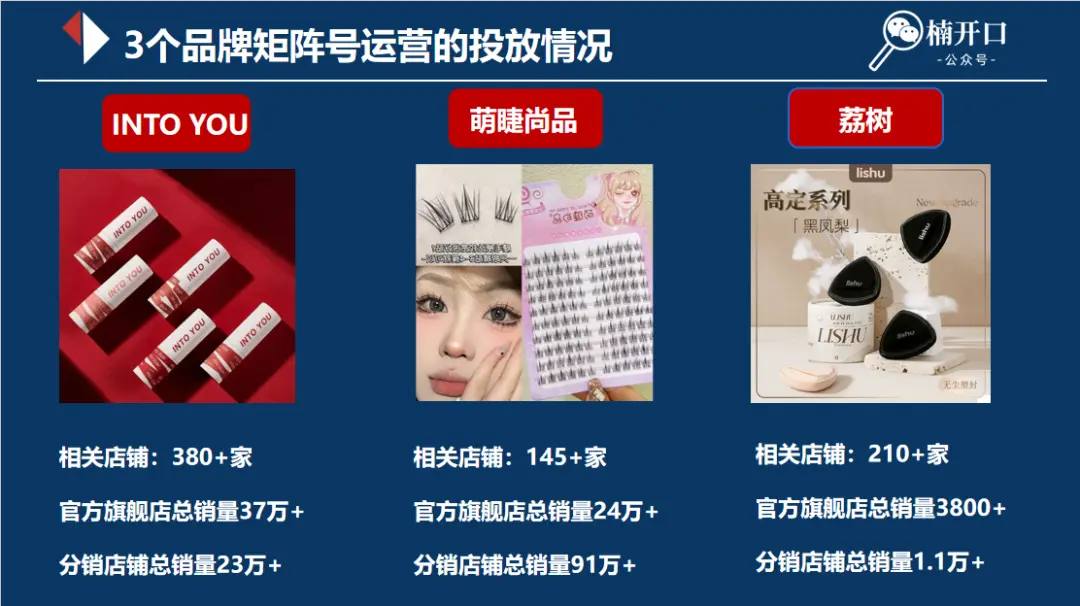 3个品牌矩阵号运营的投放情况
楠开口
-公众号-
INTO YOU
萌睫尚品
荔树
INTO YOU
INTO YOU
INTO YOU
INTO YOU
INTO YOU
lishu
高定系列
「黑凤梨」
New upgrade
lishu
lishu
lishu
LISHU
无尘塑封
相关店铺：380+家
官方旗舰店总销量37万+
分销店铺总销量23万+
相关店铺：145+家
官方旗舰店总销量24万+
分销店铺总销量91万+
相关店铺：210+家
官方旗舰店总销量3800+
分销店铺总销量1.1万+